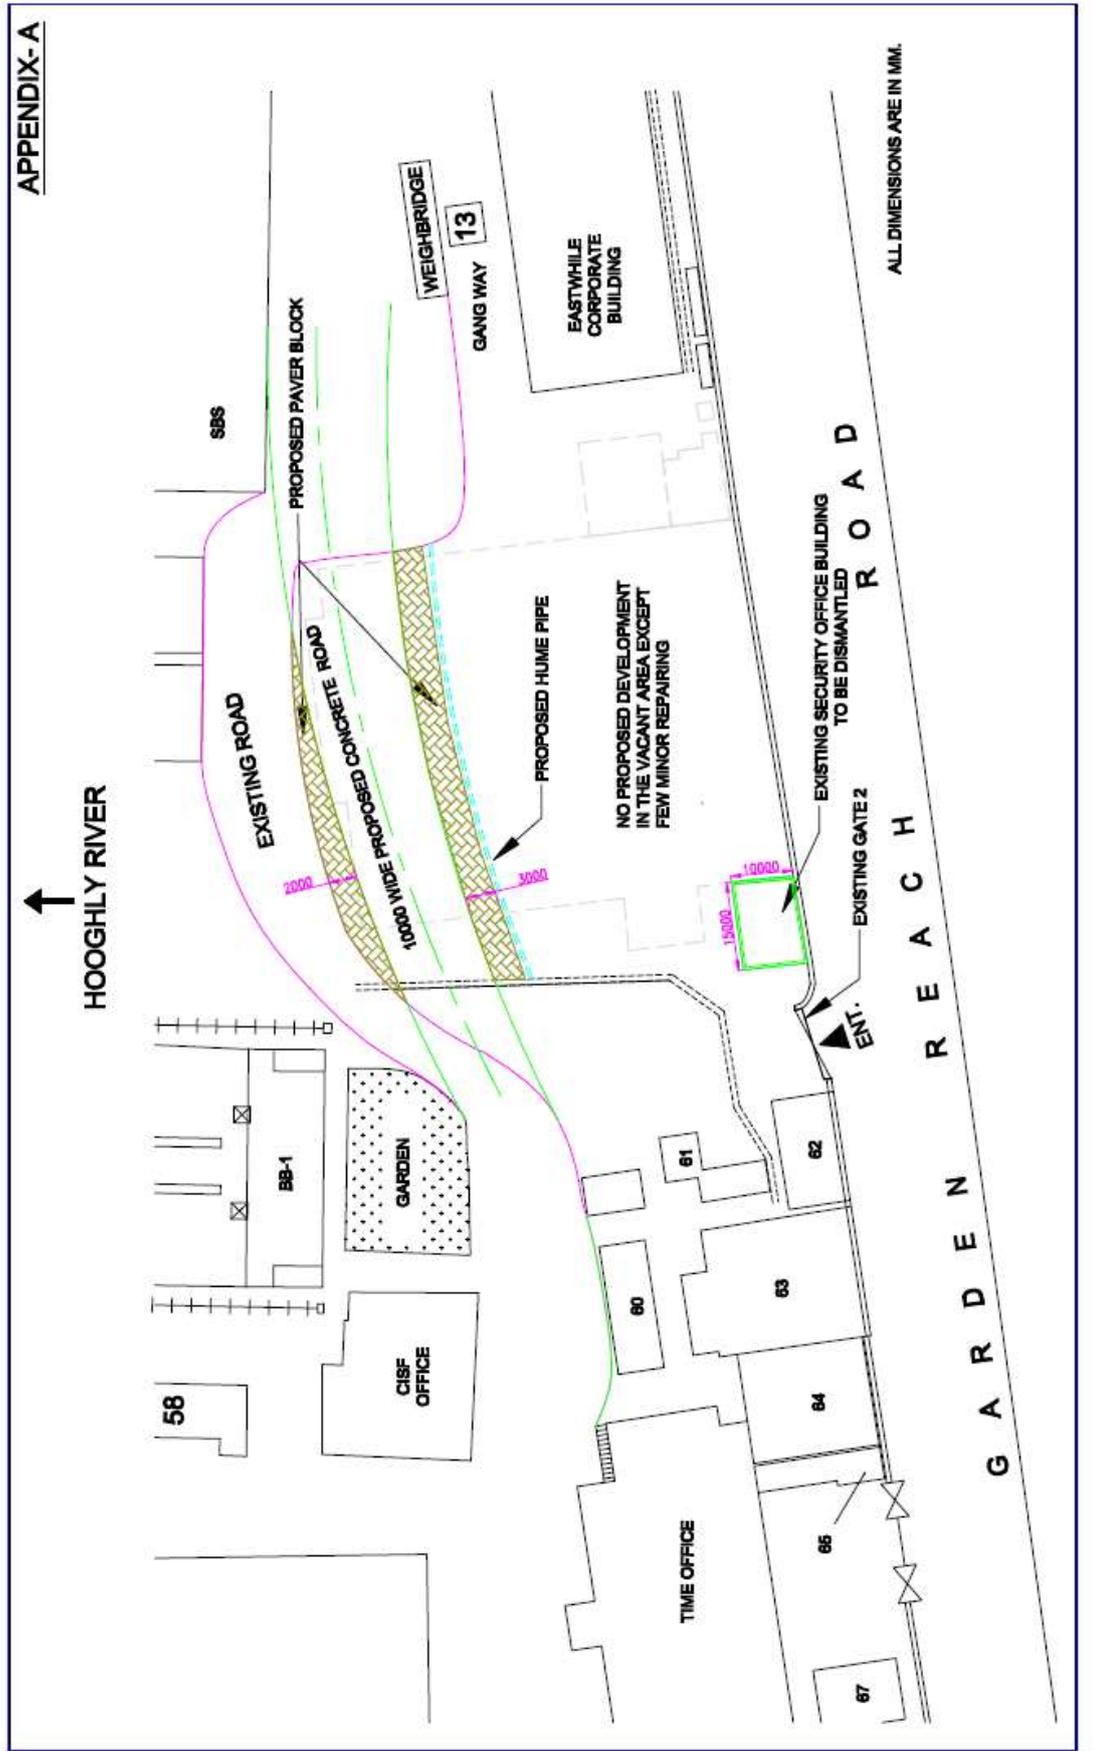 APPENDIX- A
HOOGHLY RIVER
SBS
PROPOSED PAVER BLOCK
WEIGHBRIDGE
13
GANG WAY
EASTWHILE
CORPORATE
BUILDING
ALL DIMENSIONS ARE IN MM.
EXISTING ROAD
10000 WIDE PROPOSED CONCRETE ROAD
2000
3000
PROPOSED HUME PIPE
NO PROPOSED DEVELOPMENT
IN THE VACANT AREA EXCEPT
FEW MINOR REPAIRING
15000
10000
EXISTING SECURITY OFFICE BUILDING
TO BE DISMANTLED
EXISTING GATE 2
ENT.
BB-1
GARDEN
58
CISF
OFFICE
60
61
62
63
64
65
67
TIME OFFICE
GARDEN REACH ROAD